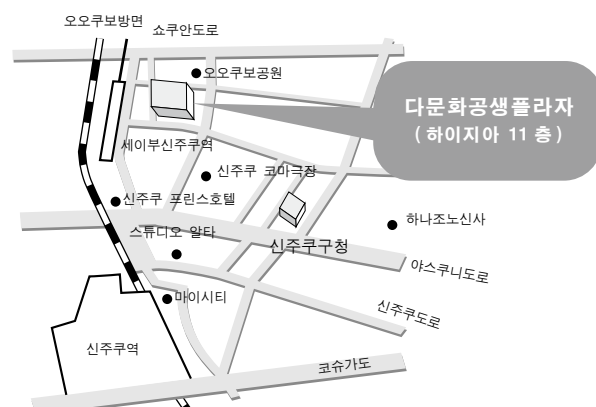 오오쿠보방면
쇼쿠안도로
오오쿠보공원
다문화공생플라자
( 하이지아 11 층 )
세이부신주쿠역
신주쿠 코마극장
신주쿠 프린스호텔
하나조노신사
스튜디오 알타
신주쿠구청
야스쿠니도로
마이시티
신주쿠도로
신주쿠역
코슈가도